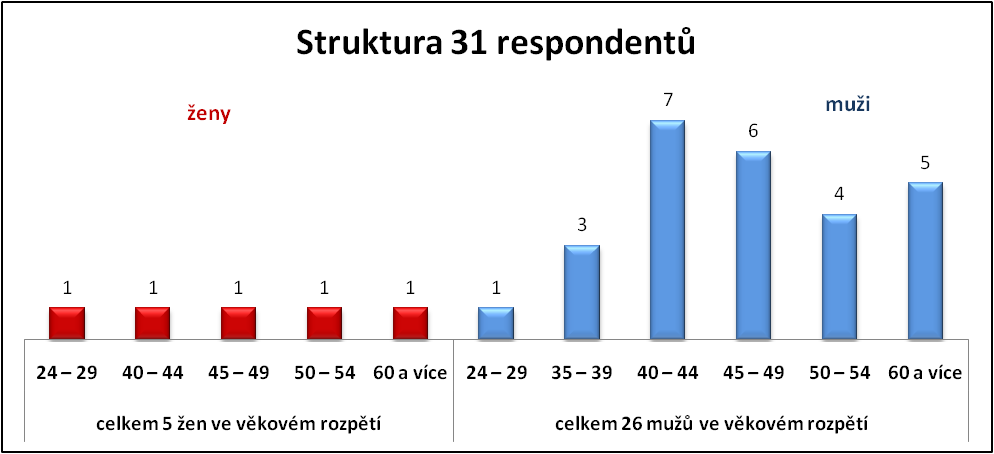 Struktura 31 respondentů
ženy
muži
1 1 1 1 1 1 3 7 6 4 5
24 – 29 40 – 44 45 – 49 50 – 54 60 a více 24 – 29 35 – 39 40 – 44 45 – 49 50 – 54 60 a více
celkem 5 žen ve věkovém rozpětí celkem 26 mužů ve věkovém rozpětí